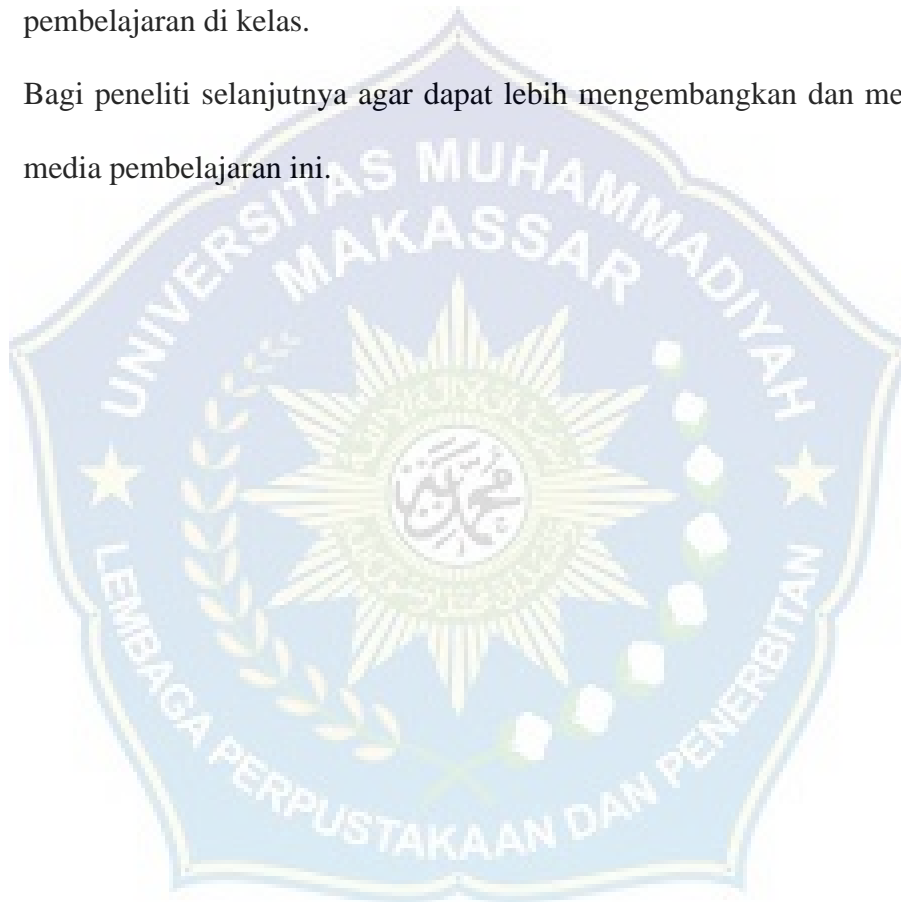 pembelajaran di kelas.
Bagi peneliti selanjutnya agar dapat lebih mengembangkan dan me
media pembelajaran ini.
UNIVERSITAS MUHAMMADIYAH
MAKASSAR
محمدية
LEMBAGA PERPUSTAKAAN DAN PENERBITAN